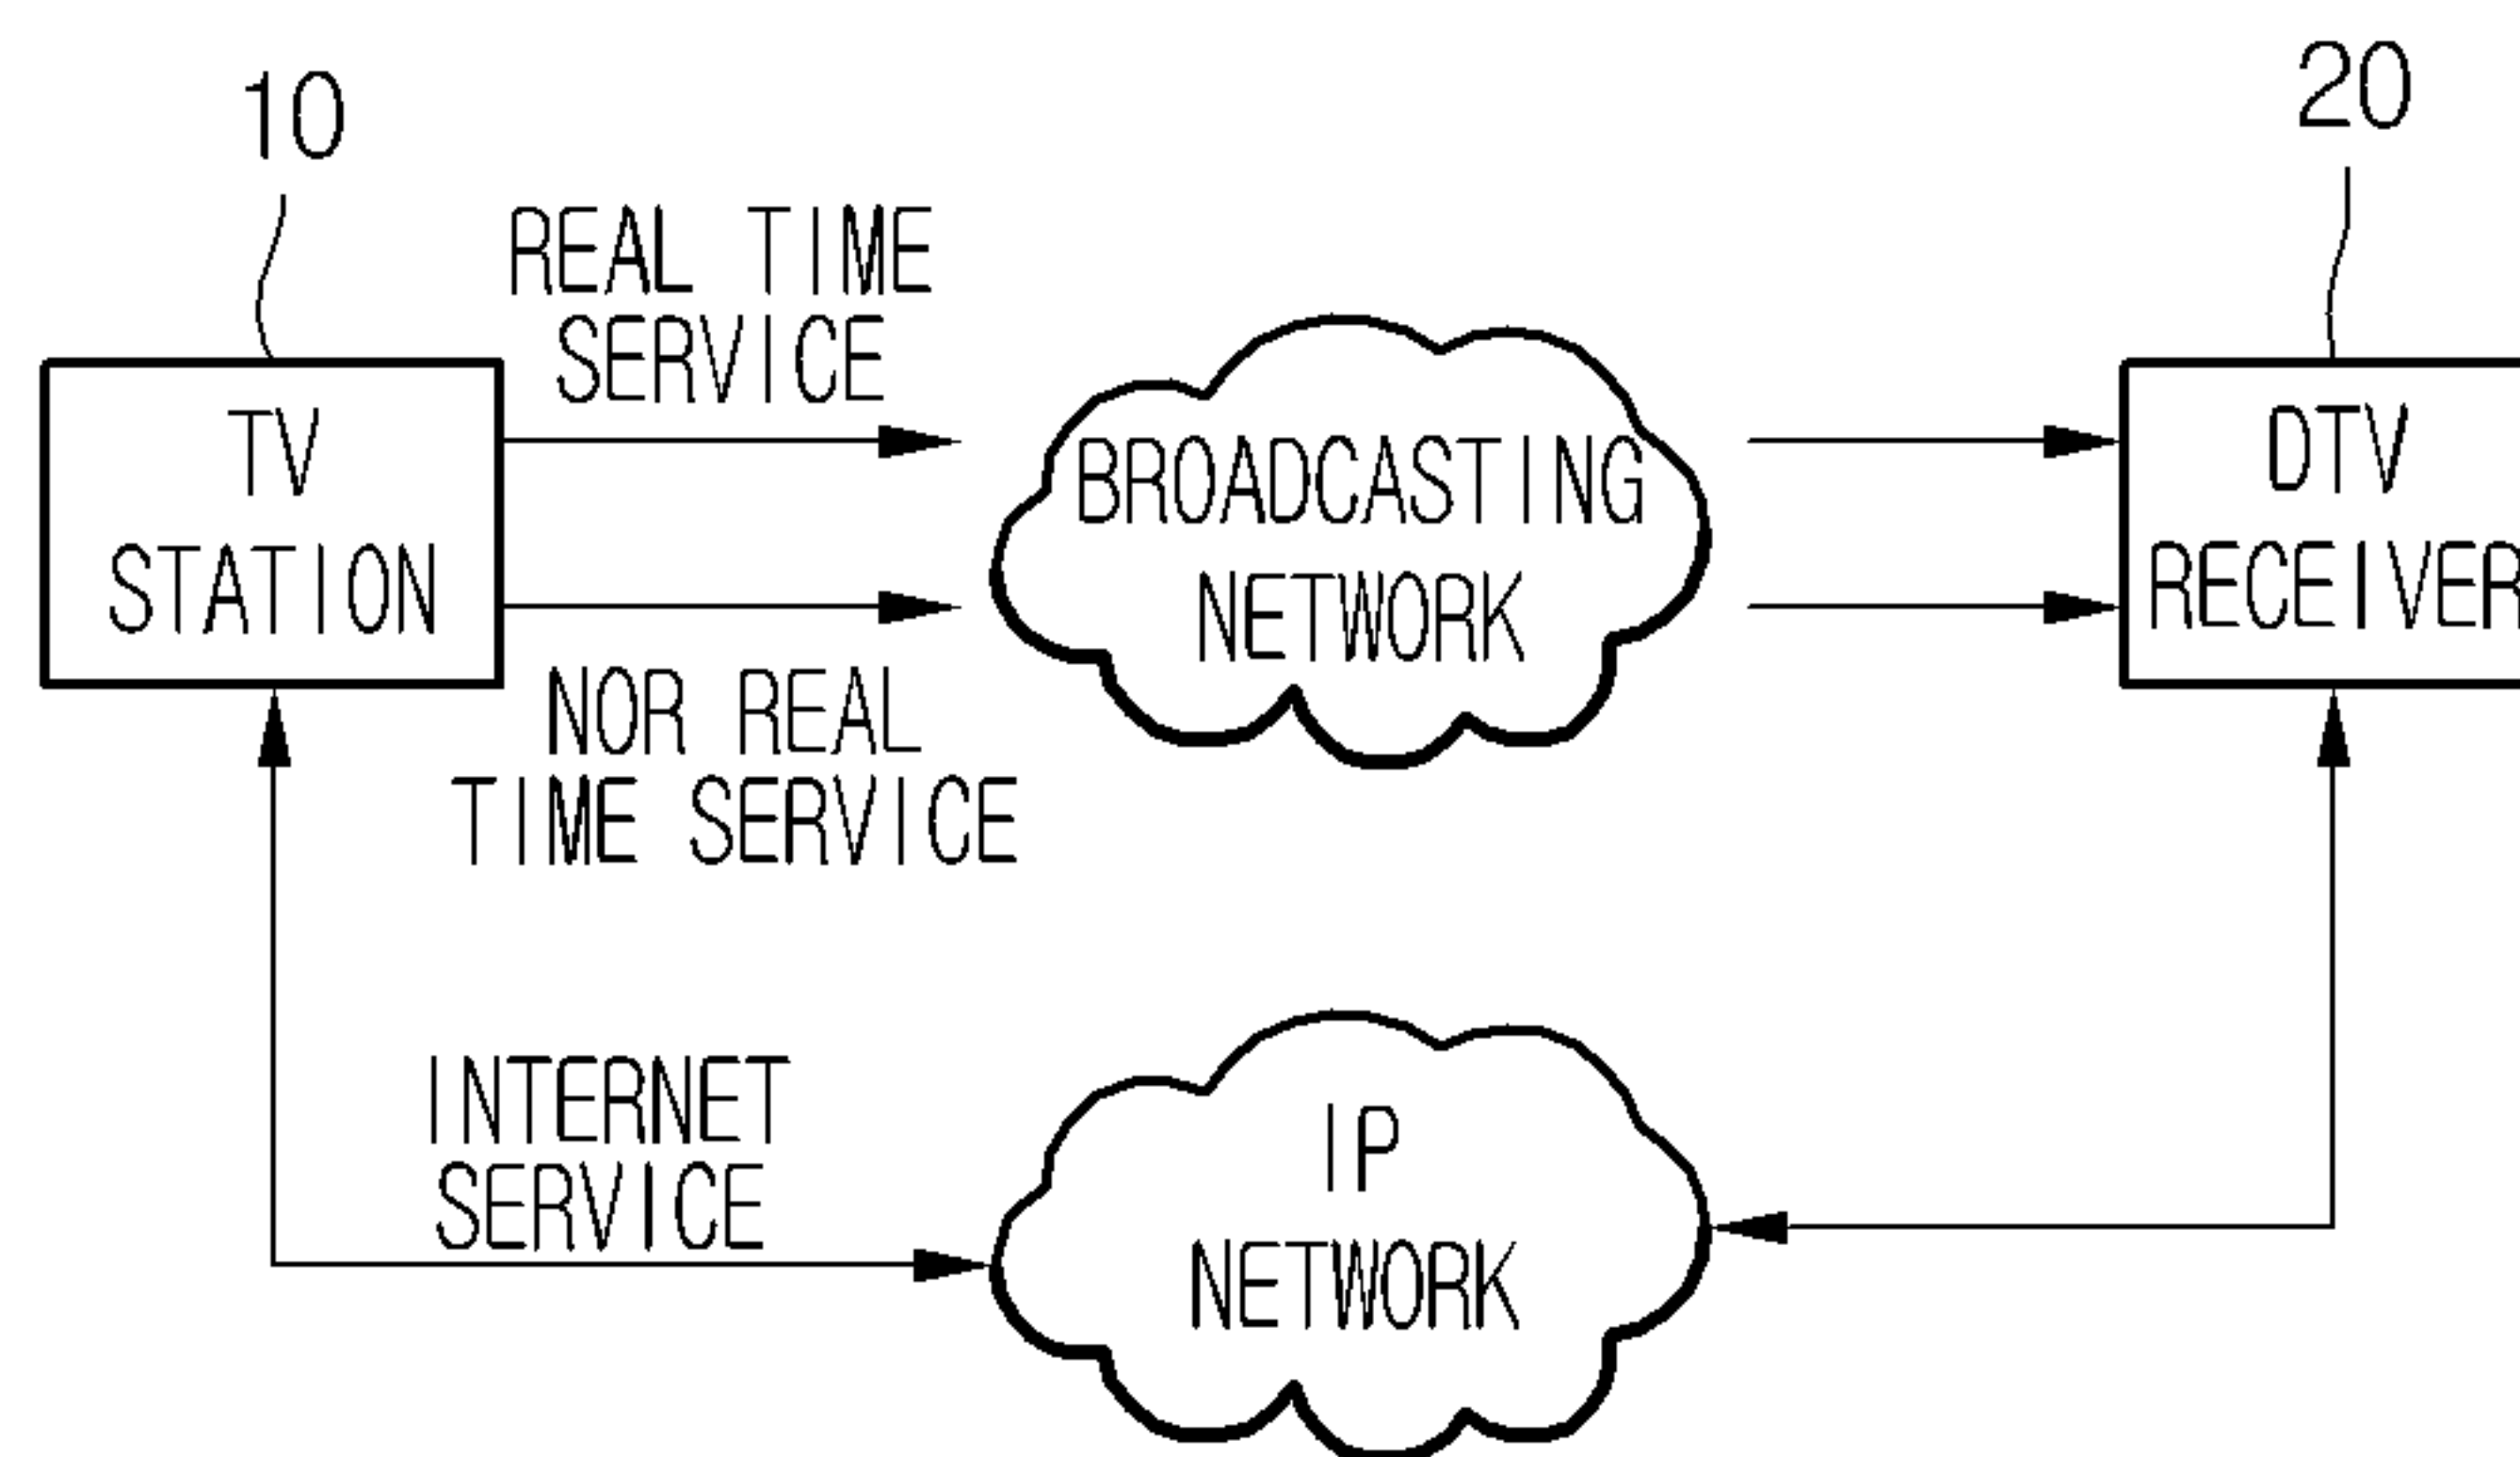 10
20
REAL TIME
SERVICE
TV
STATION
BROADCASTING
NETWORK
DTV
RECEIVER
NOR REAL
TIME SERVICE
INTERNET
SERVICE
IP
NETWORK